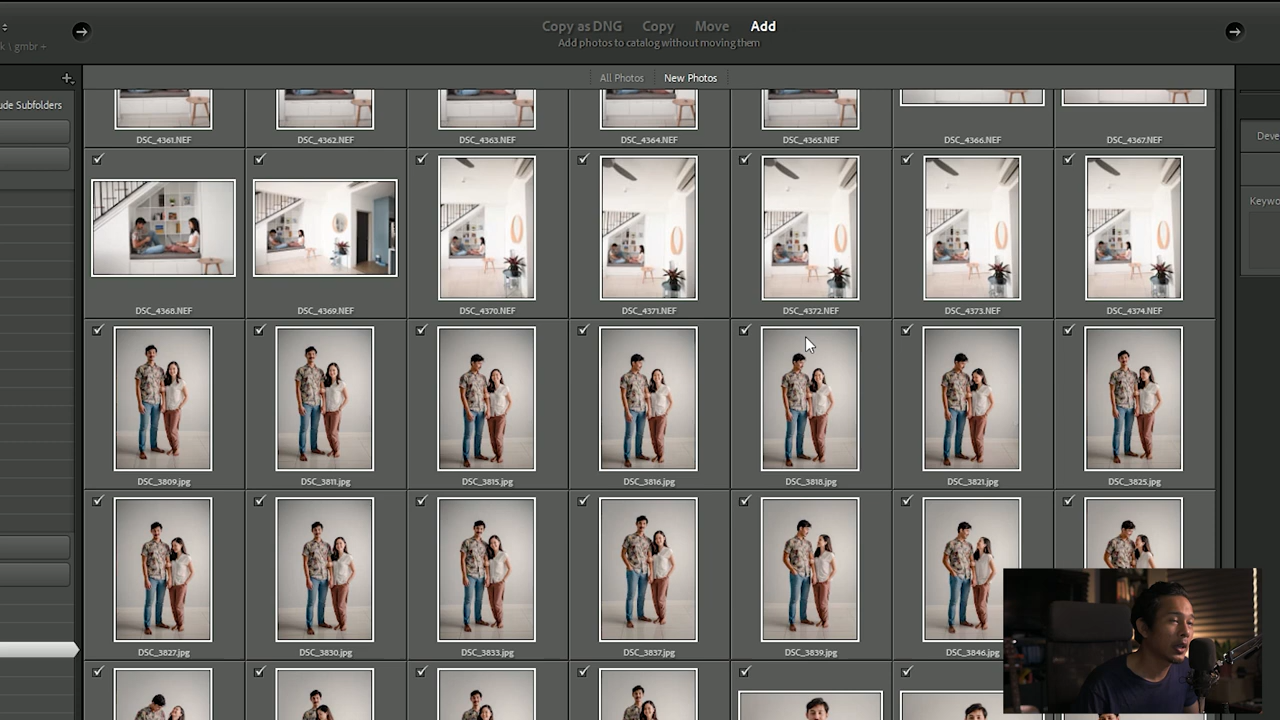 Copy as DNG Copy Move Add
k \ gmbr +
Add photos to catalog without moving them
All Photos New Photos
ude Subfolders
DSC_4361.NEF DSC_4362.NEF DSC_4363.NEF DSC_4364.NEF DSC_4365.NEF DSC_4366.NEF DSC_4367.NEF
Deve
Keywo
DSC_4368.NEF DSC_4369.NEF DSC_4370.NEF DSC_4371.NEF DSC_4372.NEF DSC_4373.NEF DSC_4374.NEF
DSC_3809.jpg DSC_3811.jpg DSC_3815.jpg DSC_3816.jpg DSC_3818.jpg DSC_3821.jpg DSC_3825.jpg
DSC_3827.jpg DSC_3830.jpg DSC_3833.jpg DSC_3837.jpg DSC_3839.jpg DSC_3846.jpg